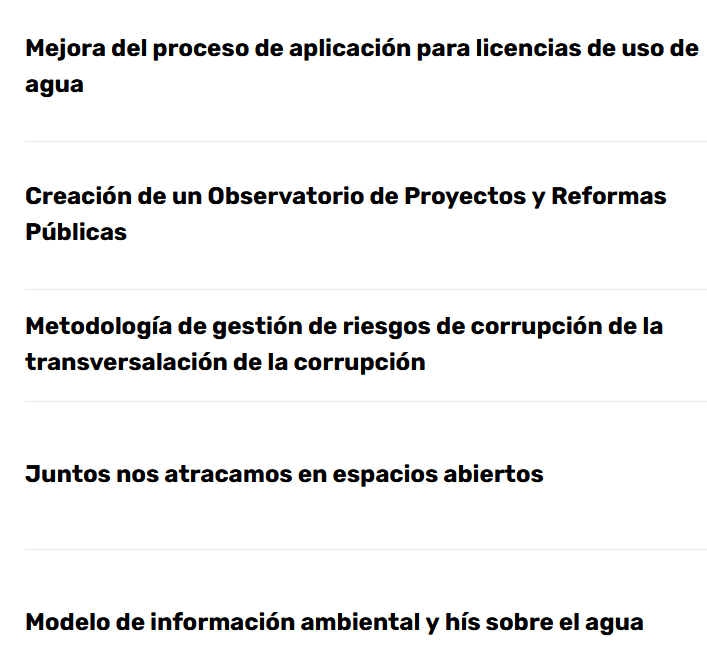 Mejora del proceso de aplicación para licencias de uso de
agua
Creación de un Observatorio de Proyectos y Reformas
Públicas
Metodología de gestión de riesgos de corrupción de la
transversalación de la corrupción
Juntos nos atracamos en espacios abiertos
Modelo de información ambiental y hís sobre el agua